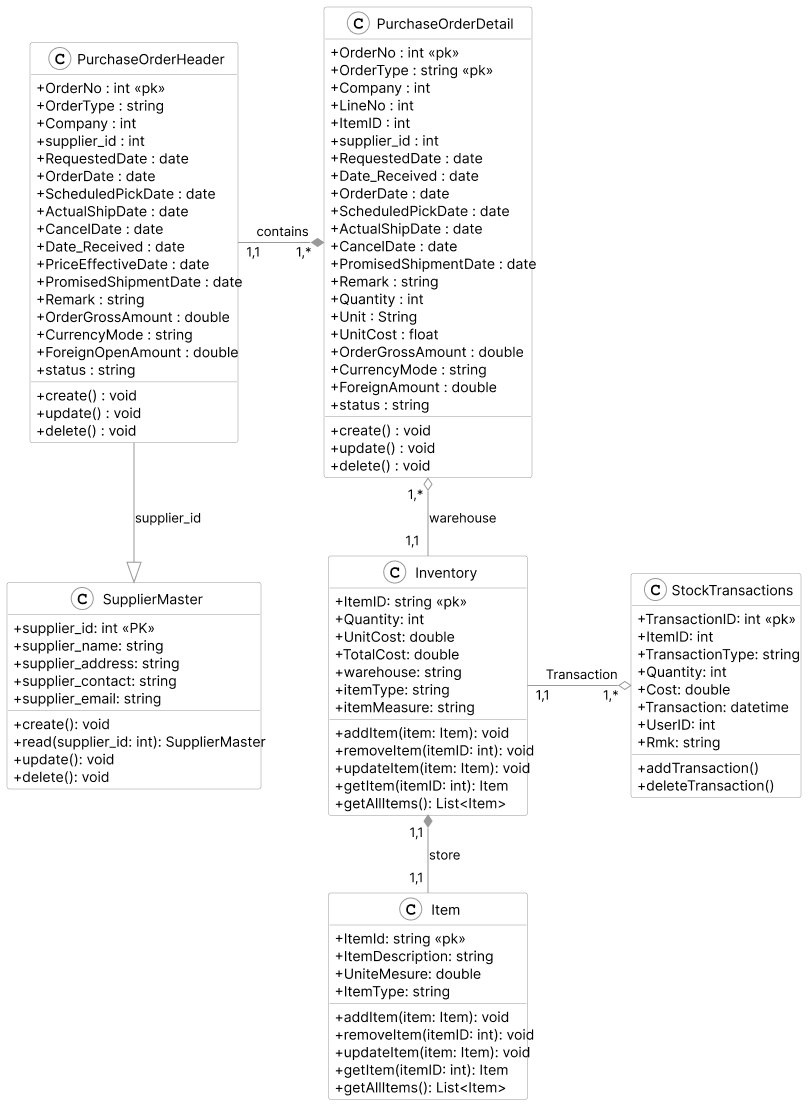 C PurchaseOrderHeader
+OrderNo : int «pk»
+OrderType : string
+Company : int
+supplier_id : int
+RequestedDate : date
+OrderDate : date
+ScheduledPickDate : date
+ActualShipDate : date
+CancelDate : date
+Date_Received : date
+PriceEffectiveDate : date
+PromisedShipmentDate : date
+Remark : string
+OrderGrossAmount : double
+CurrencyMode : string
+ForeignOpenAmount : double
+status : string
+create() : void
+update() : void
+delete() : void
contains
1,1
1,*
C PurchaseOrderDetail
+OrderNo : int «pk»
+OrderType : string «pk»
+Company : int
+LineNo : int
+ItemID : int
+supplier_id : int
+RequestedDate : date
+Date_Received : date
+OrderDate : date
+ScheduledPickDate : date
+ActualShipDate : date
+CancelDate : date
+PromisedShipmentDate : date
+Remark : string
+Quantity : int
+Unit : String
+UnitCost : float
+OrderGrossAmount : double
+CurrencyMode : string
+ForeignAmount : double
+status : string
+create() : void
+update() : void
+delete() : void
supplier_id
1,*
warehouse
1,1
C SupplierMaster
+supplier_id: int «PK»
+supplier_name: string
+supplier_address: string
+supplier_contact: string
+supplier_email: string
+create(): void
+read(supplier_id: int): SupplierMaster
+update(): void
+delete(): void
C Inventory
+ItemID: string «pk»
+Quantity: int
+UnitCost: double
+TotalCost: double
+warehouse: string
+itemType: string
+itemMeasure: string
+addItem(item: Item): void
+removeItem(itemID: int): void
+updateItem(item: Item): void
+getItem(itemID: int): Item
+getAllItems(): List<Item>
Transaction
1,1
1,*
C StockTransactions
+TransactionID: int «pk»
+ItemID: int
+TransactionType: string
+Quantity: int
+Cost: double
+Transaction: datetime
+UserID: int
+Rmk: string
+addTransaction()
+deleteTransaction()
1,1
store
1,1
C Item
+ItemId: string «pk»
+ItemDescription: string
+UniteMesure: double
+ItemType: string
+addItem(item: Item): void
+removeItem(itemID: int): void
+updateItem(item: Item): void
+getItem(itemID: int): Item
+getAllItems(): List<Item>